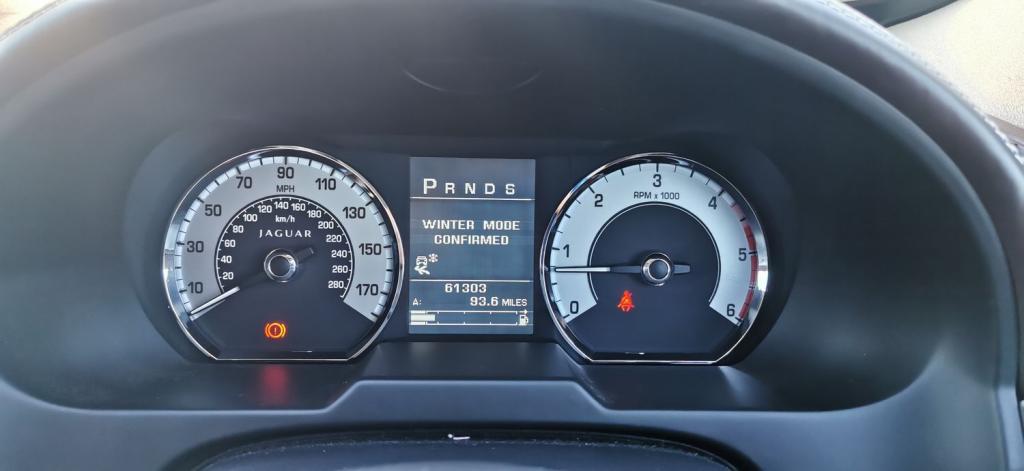 10 30 50 70 90 110 130 150 170
MPH
20 40 60 80 100 120 140 160 180 200 220 240 260 280
km/h
JAGUAR
P R N D S
WINTER MODE
CONFIRMED
61303
A: 93.6 MILES
0 1 2 3 4 5 6
RPM x 1000